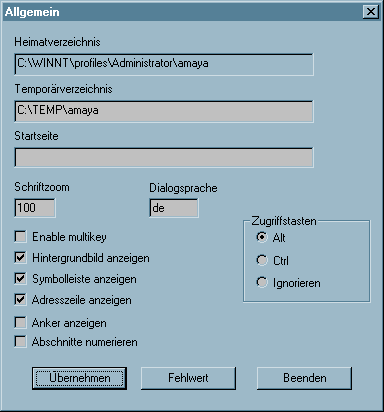 Allgemein
Heimatverzeichnis
C:\WINNT\profiles\Administrator\amaya
Temporärverzeichnis
C:\TEMP\amaya
Startseite
Schriftzoom
Dialogsprache
100
de
Zugriffstasten
Enable multikey
Alt
Hintergrundbild anzeigen
Ctrl
Symbolleiste anzeigen
Ignorieren
Adresszeile anzeigen
Anker anzeigen
Abschnitte numerieren
Übernehmen
Fehlwert
Beenden